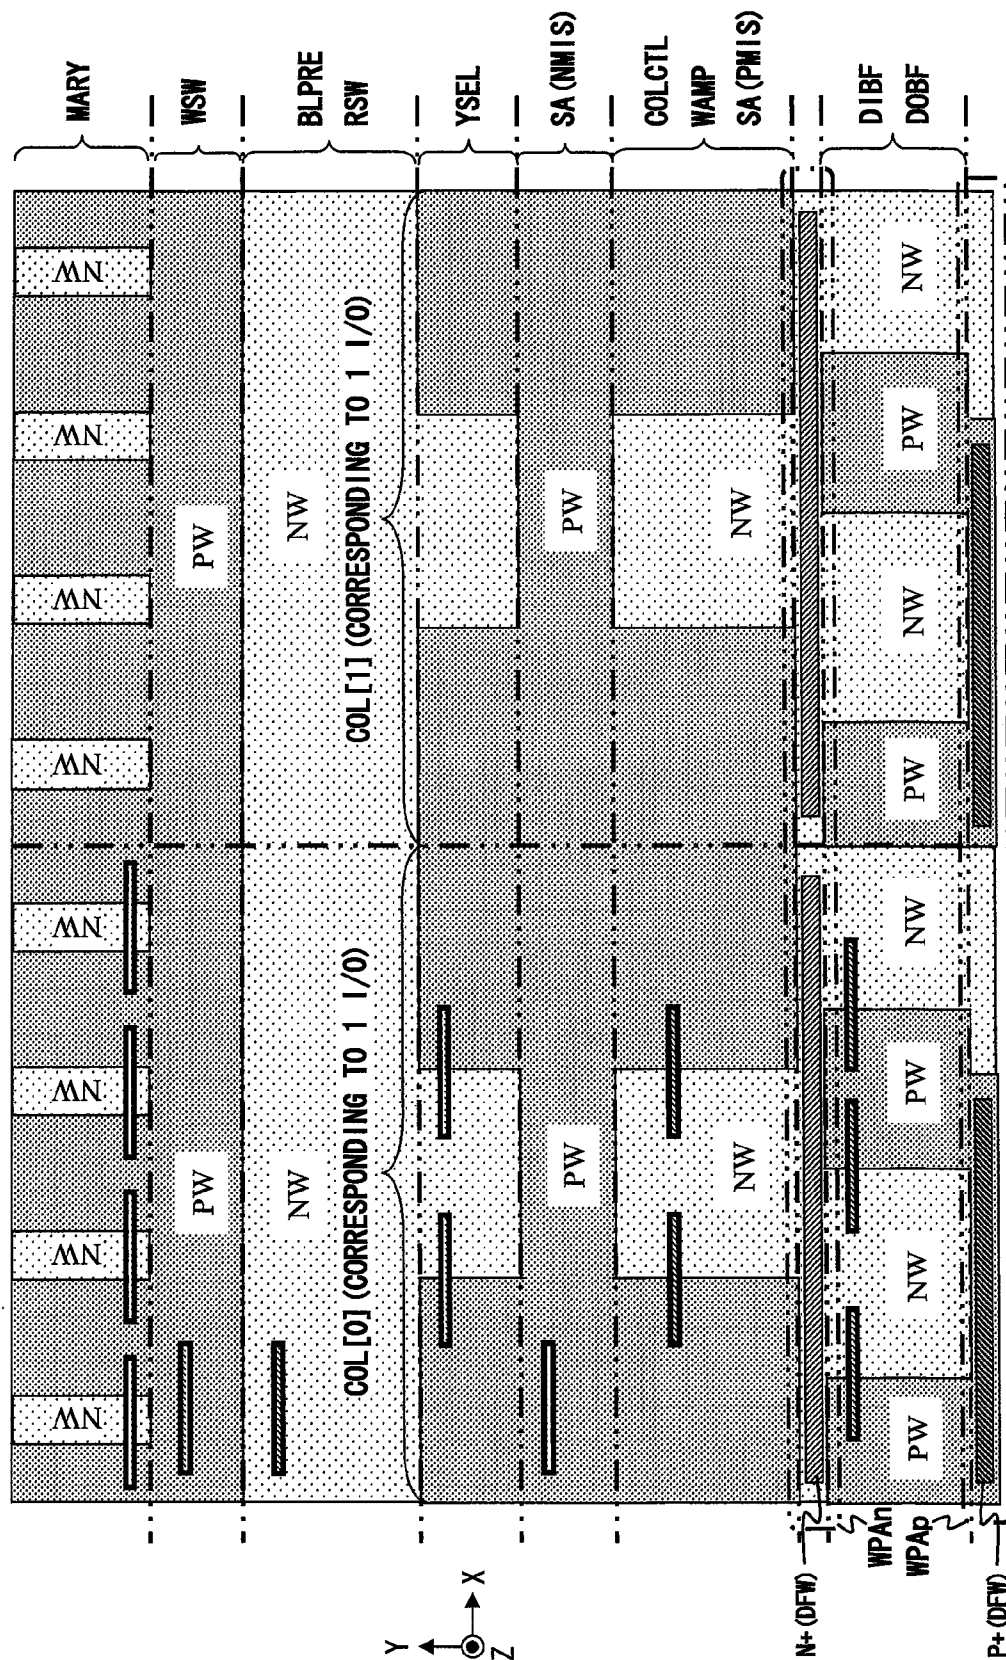 NW
NW
NW
NW
NW
NW
NW
NW
MARY
PW
PW
WSW
NW
NW
BLPRE
RSW
COL[0] (CORRESPONDING TO 1 I/O)
COL[1] (CORRESPONDING TO 1 I/O)
Y
X
Z
YSEL
PW
PW
SA(NMIS)
COLCTL
WAMP
SA(PMIS)
NW
NW
N+(DFW)
WPAn
WPAp
PW
NW
PW
NW
PW
NW
PW
NW
DIBF
DOBF
P+(DFW)